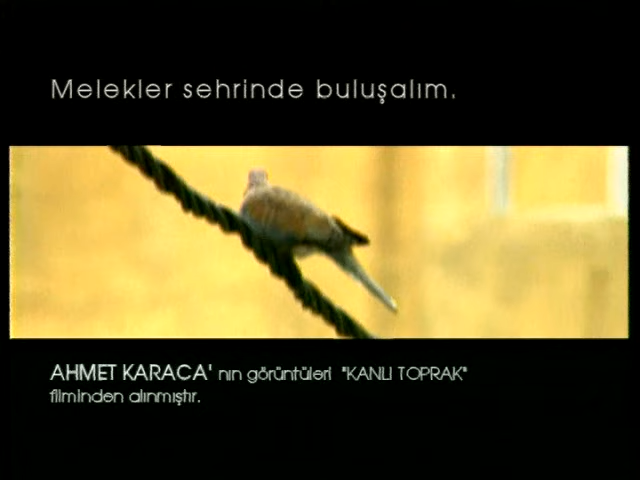 Melekler sehrinde buluşalım.
AHMET KARACA' nın görüntüleri "KANLI TOPRAK"
filminden alınmıştır.